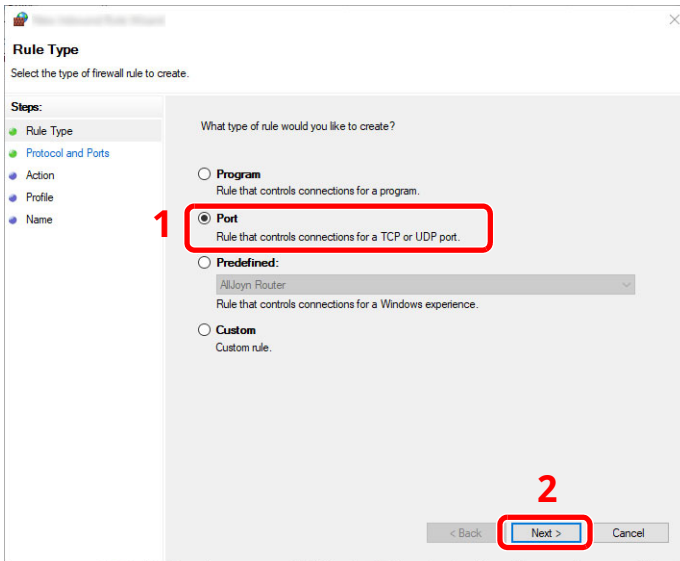 Rule Type
Select the type of firewall rule to create.
Steps:
Rule Type
Protocol and Ports
Action
Profile
Name
What type of rule would you like to create?
Program
Rule that controls connections for a program.
1
Port
Rule that controls connections for a TCP or UDP port.
Predefined:
AllJoyn Router
Rule that controls connections for a Windows experience.
Custom
Custom rule.
2
< Back
Next >
Cancel